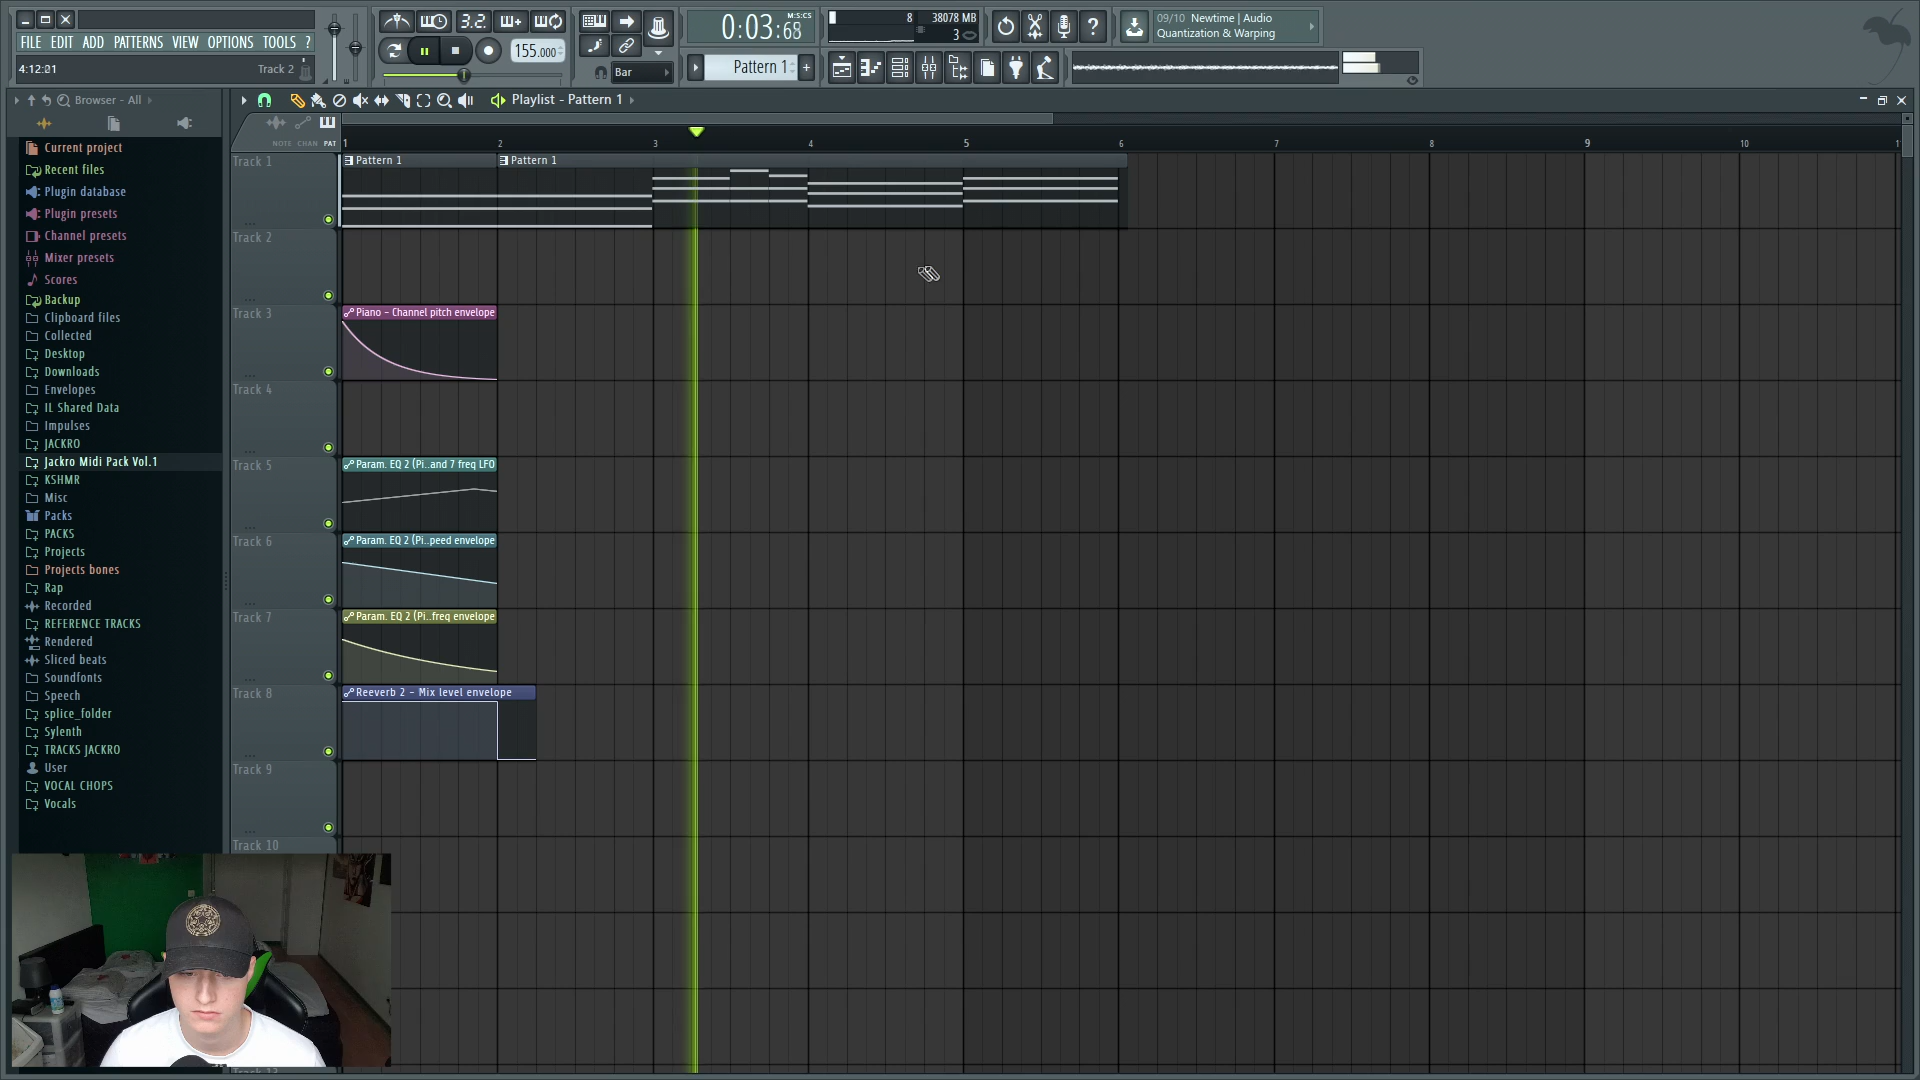 FILE EDIT ADD PATTERNS VIEW OPTIONS TOOLS ?
4:12:01 Track 2
3.2.
155.000
Bar
0:03:68
M:S:CS
Pattern 1
8
38078 MB
3
09/10 Newtime | Audio
Quantization & Warping
Browser - All
Playlist - Pattern 1
Current project
Recent files
Plugin database
Plugin presets
Channel presets
Mixer presets
Scores
Backup
Clipboard files
Collected
Desktop
Downloads
Envelopes
IL Shared Data
Impulses
JACKRO
Jackro Midi Pack Vol.1
KSHMR
Misc
Packs
PACKS
Projects
Projects bones
Rap
Recorded
REFERENCE TRACKS
Rendered
Sliced beats
Soundfonts
Speech
splice_folder
Sylenth
TRACKS JACKRO
User
VOCAL CHOPS
Vocals
NOTE CHAN PAT
1 2 3 4 5 6 7 8 9 10
Track 1
Pattern 1
Pattern 1
Track 2
Track 3
Piano - Channel pitch envelope
Track 4
Track 5
Param. EQ 2 (Pi..and 7 freq LFO
Track 6
Param. EQ 2 (Pi..peed envelope
Track 7
Param. EQ 2 (Pi..freq envelope
Track 8
Reeverb 2 - Mix level envelope
Track 9
Track 10